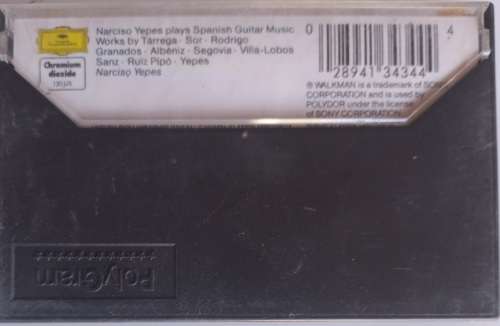 Narciso Yepes plays Spanish Guitar Music
Works by Tárrega · Sor · Rodrigo
Granados · Albéniz · Segovia · Villa-Lobos
Sanz · Ruiz Pipó · Yepes
Narciso Yepes
Chromium
dioxide
0 28941 34344 4
® WALKMAN is a trademark of SONY
CORPORATION and is used by
POLYDOR under the license
of SONY CORPORATION
PolyGram